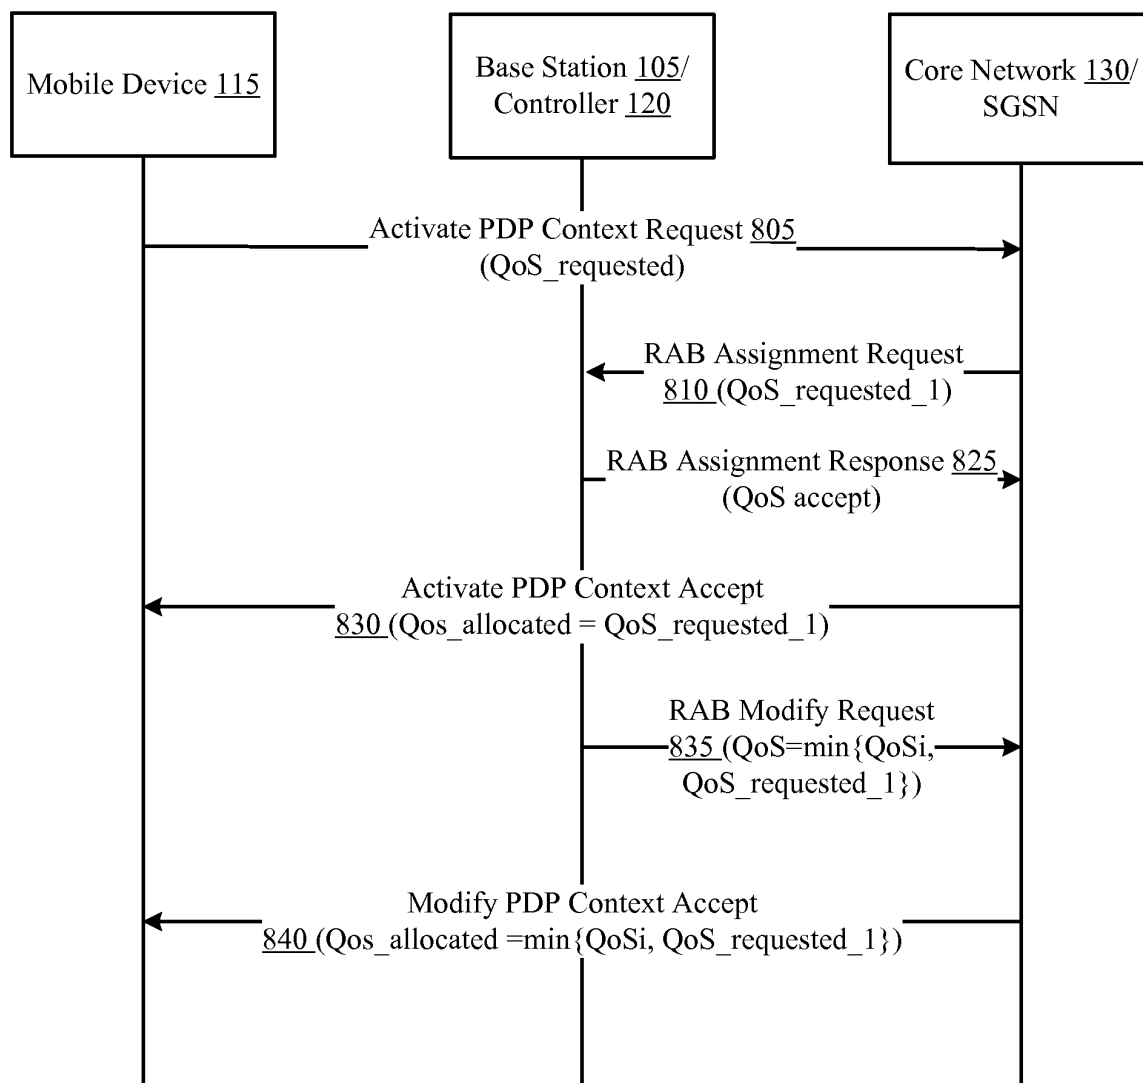 Mobile Device 115
Base Station 105/
Controller 120
Core Network 130/
SGSN
Activate PDP Context Request 805
(QoS_requested)
RAB Assignment Request
810 (QoS_requested_1)
RAB Assignment Response 825
(QoS accept)
Activate PDP Context Accept
830 (Qos_allocated = QoS_requested_1)
RAB Modify Request
835 (QoS=min{QoSi,
QoS_requested_1})
Modify PDP Context Accept
840 (Qos_allocated =min{QoSi, QoS_requested_1})